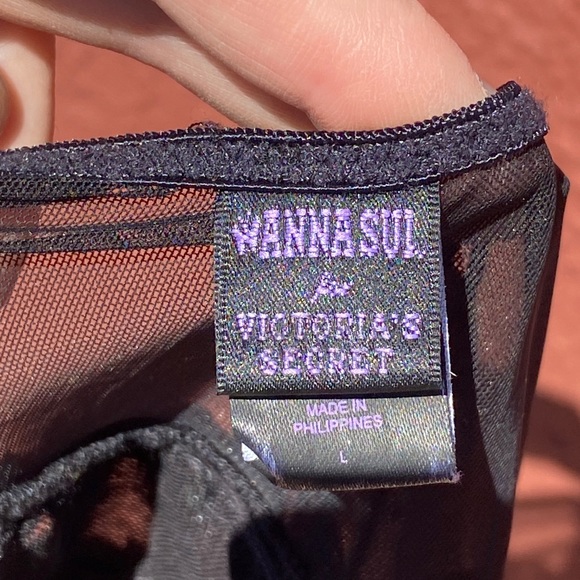 ★ANNA SUI
for
VICTORIA'S
SECRET
MADE IN
PHILIPPINES
L